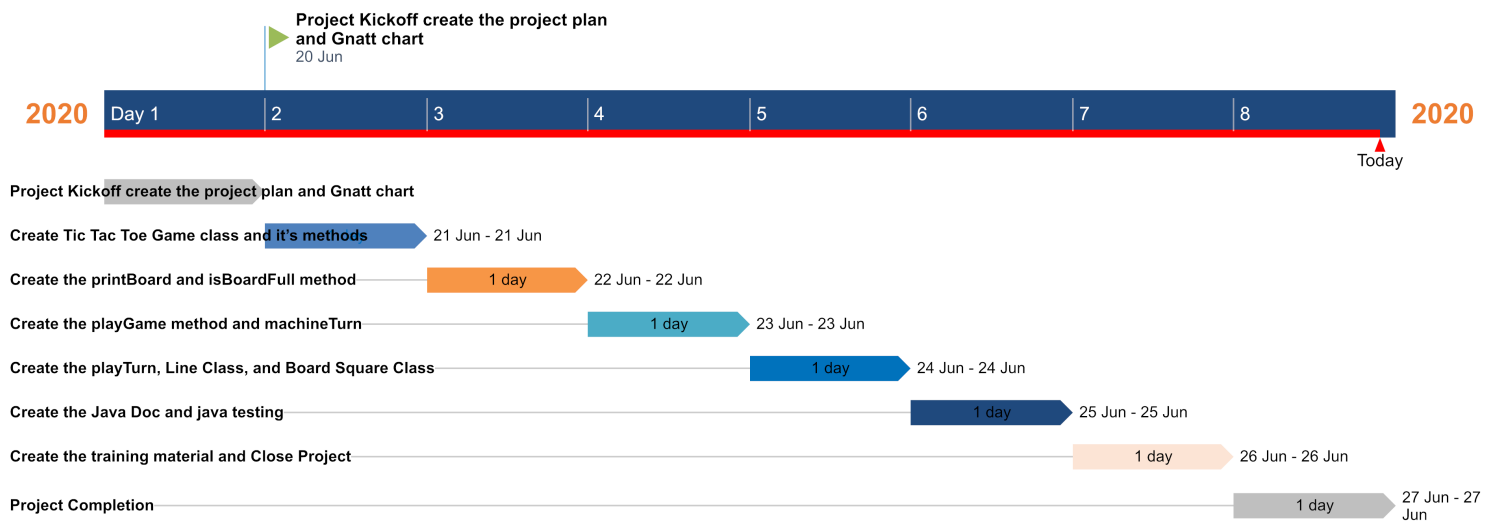 Project Kickoff create the project plan
and Gnatt chart
20 Jun
2020 Day 1 2 3 4 5 6 7 8 2020
Today
Project Kickoff create the project plan and Gnatt chart
Create Tic Tac Toe Game class and it’s methods 21 Jun - 21 Jun
Create the printBoard and isBoardFull method 1 day 22 Jun - 22 Jun
Create the playGame method and machineTurn 1 day 23 Jun - 23 Jun
Create the playTurn, Line Class, and Board Square Class 1 day 24 Jun - 24 Jun
Create the Java Doc and java testing 1 day 25 Jun - 25 Jun
Create the training material and Close Project 1 day 26 Jun - 26 Jun
Project Completion 1 day 27 Jun - 27
Jun